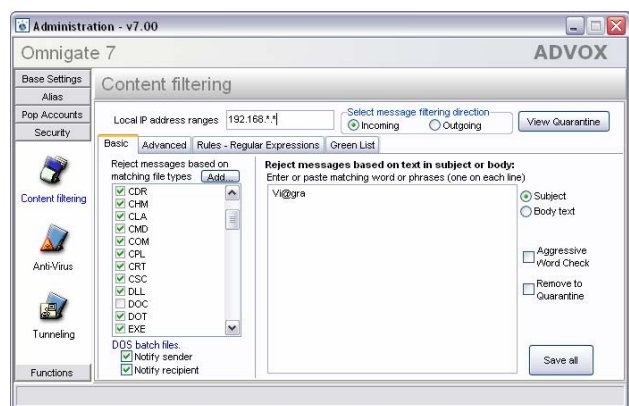 Administration - v7.00
Omnigate 7
ADVOX
Base Settings
Alias
Pop Accounts
Security
Content filtering
Anti-Virus
Tunneling
Functions
Content filtering
Local IP address ranges 192.168.*.*
Select message filtering direction
Incoming Outgoing
View Quarantine
Basic Advanced Rules - Regular Expressions Green List
Reject messages based on
matching file types Add...
CDR
CHM
CLA
CMD
COM
CPL
CRT
CSC
DLL
DOC
DOT
EXE
DOS batch files.
Notify sender
Notify recipient
Reject messages based on text in subject or body:
Enter or paste matching word or phrases (one on each line)
Vi@gra
Subject
Body text
Aggressive
Word Check
Remove to
Quarantine
Save all